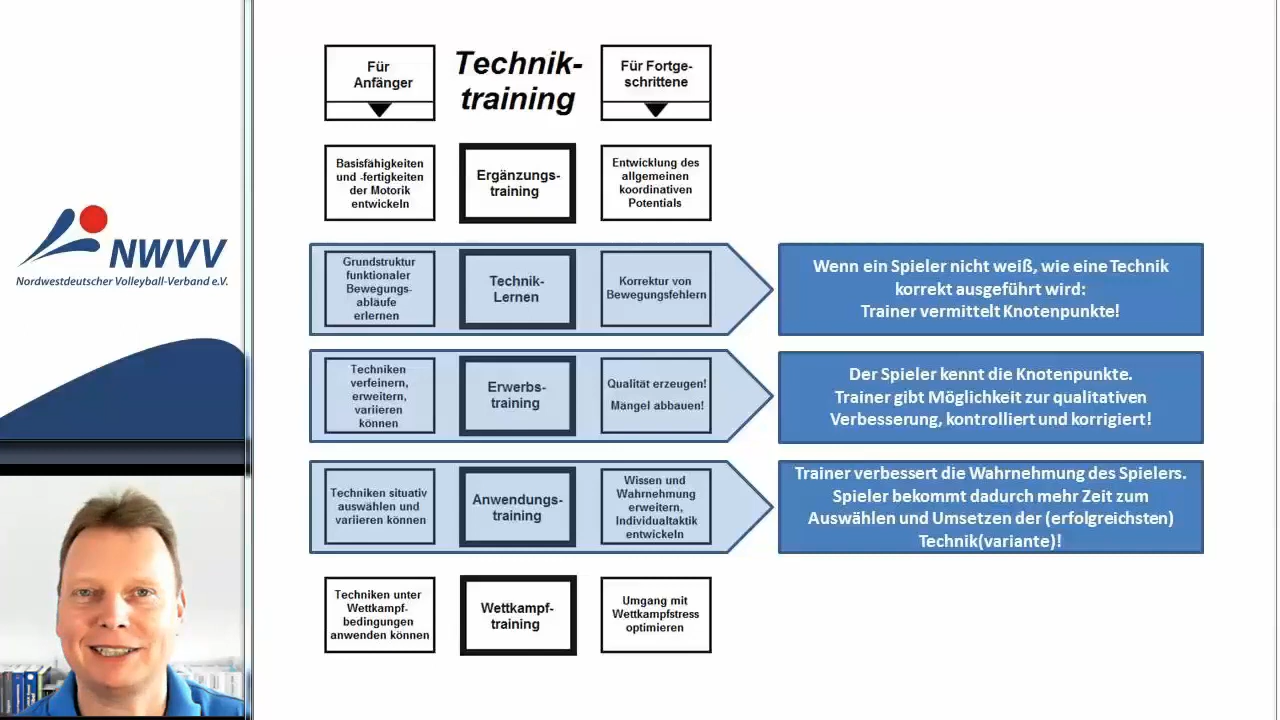 Für
Anfänger
Technik-
training
Für Fortge-
schrittene
Basisfähigkeiten
und -fertigkeiten
der Motorik
entwickeln
Ergänzungs-
training
Entwicklung des
allgemeinen
koordinativen
Potentials
NWVV
Nordwestdeutscher Volleyball-Verband e.V.
Grundstruktur
funktionaler
Bewegungs-
abläufe
erlernen
Technik-
Lernen
Korrektur von
Bewegungsfehlern
Wenn ein Spieler nicht weiß, wie eine Technik
korrekt ausgeführt wird:
Trainer vermittelt Knotenpunkte!
Techniken
verfeinern,
erweitern,
variieren
können
Erwerbs-
training
Qualität erzeugen!
Mängel abbauen!
Der Spieler kennt die Knotenpunkte.
Trainer gibt Möglichkeit zur qualitativen
Verbesserung, kontrolliert und korrigiert!
Techniken situativ
auswählen und
variieren können
Anwendungs-
training
Wissen und
Wahrnehmung
erweitern,
Individualtaktik
entwickeln
Trainer verbessert die Wahrnehmung des Spielers.
Spieler bekommt dadurch mehr Zeit zum
Auswählen und Umsetzen der (erfolgreichsten)
Technik(variante)!
Techniken unter
Wettkampf-
bedingungen
anwenden können
Wettkampf-
training
Umgang mit
Wettkampfstress
optimieren